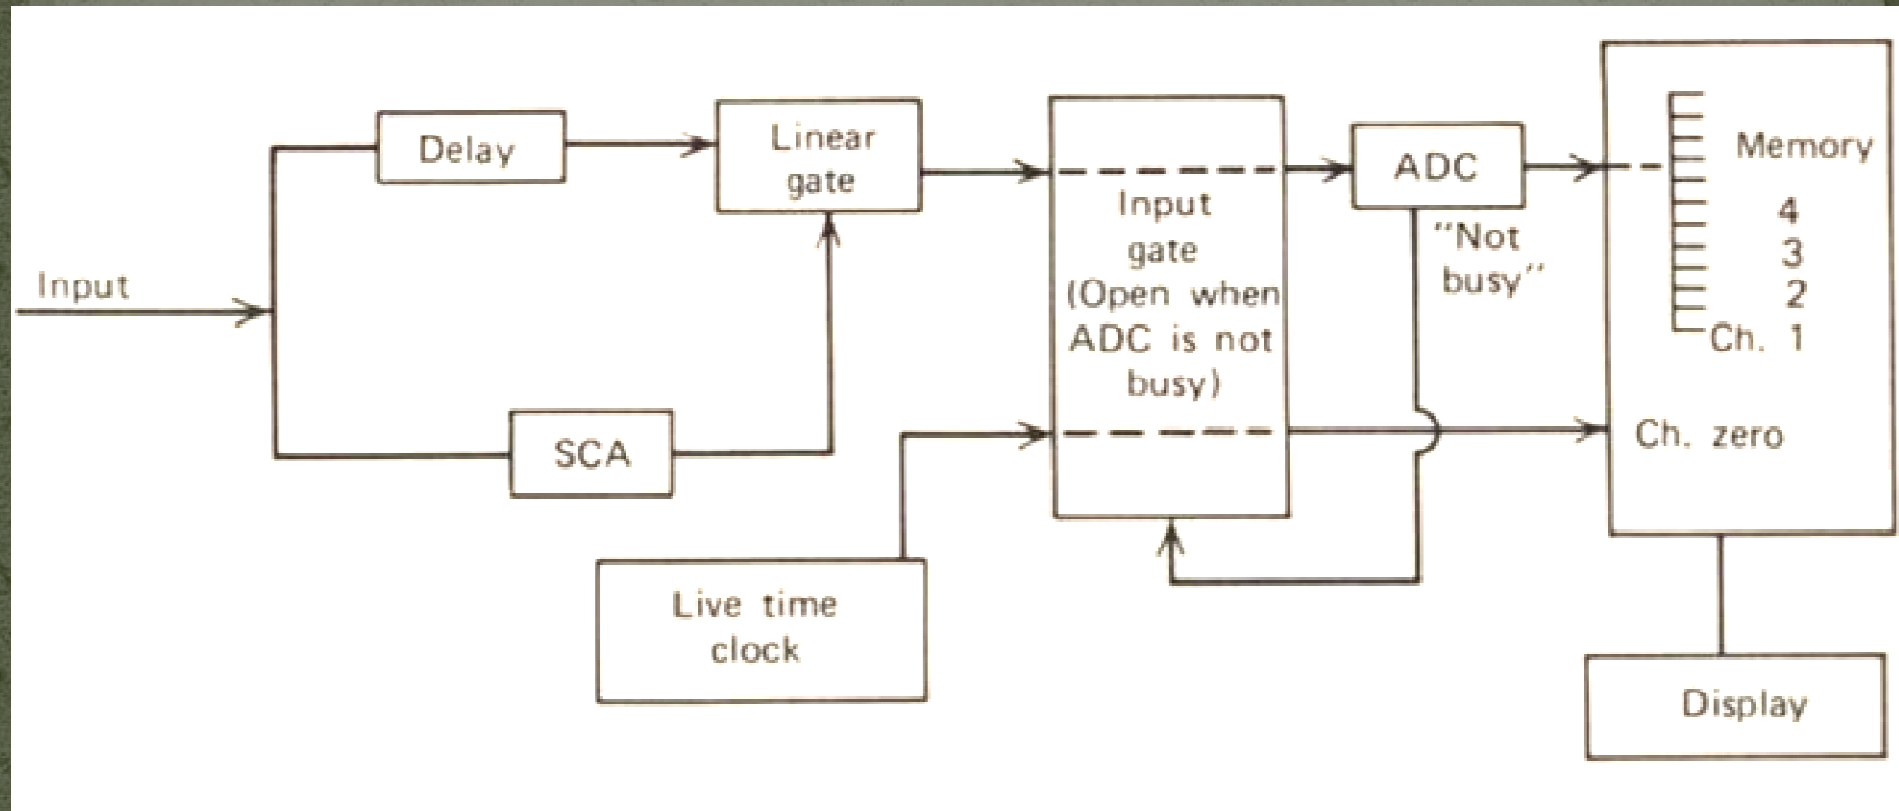 Delay
Linear
gate
Input
SCA
Live time
clock
Input
gate
(Open when
ADC is not
busy)
ADC
"Not
busy"
Memory
4
3
2
Ch. 1
Ch. zero
Display